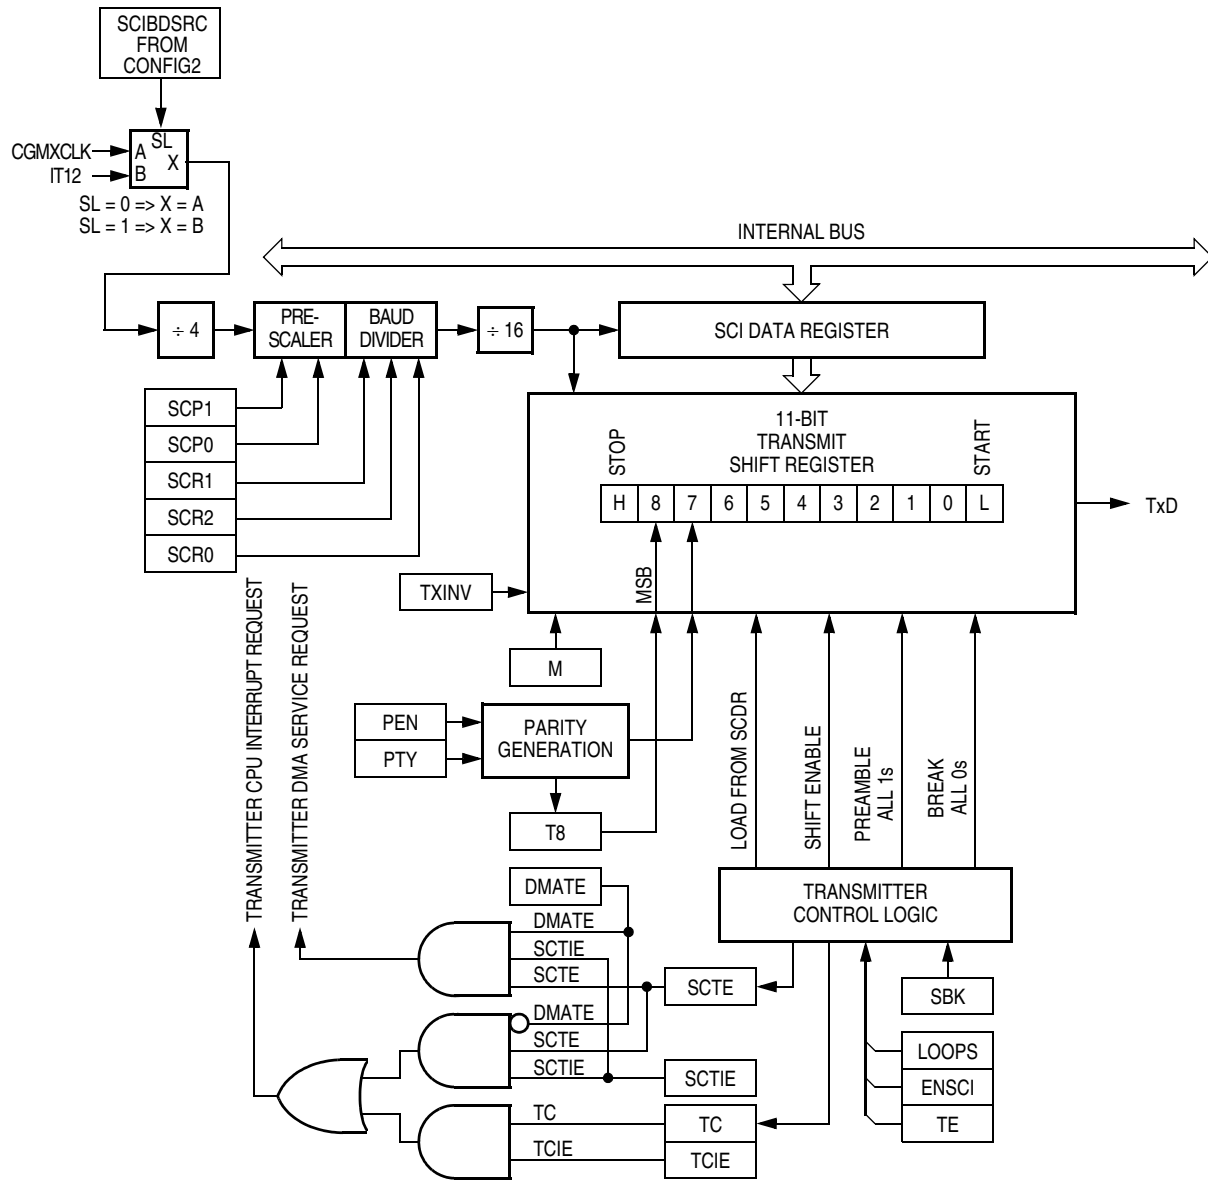 SCIBDSRC
FROM
CONFIG2
SL
CGMXCLK
A
X
IT12
B
SL = 0 => X = A
SL = 1 => X = B
INTERNAL BUS
÷ 4
PRE-
SCALER
BAUD
DIVIDER
÷ 16
SCI DATA REGISTER
SCP1
SCP0
SCR1
SCR2
SCR0
11-BIT
TRANSMIT
SHIFT REGISTER
STOP
START
H 8 7 6 5 4 3 2 1 0 L
TxD
MSB
TXINV
M
TRANSMITTER CPU INTERRUPT REQUEST
TRANSMITTER DMA SERVICE REQUEST
PEN
PTY
PARITY
GENERATION
T8
LOAD FROM SCDR
SHIFT ENABLE
PREAMBLE
ALL 1s
BREAK
ALL 0s
TRANSMITTER
CONTROL LOGIC
DMATE
DMATE
SCTIE
SCTE
SCTE
SBK
DMATE
SCTE
SCTIE
SCTIE
LOOPS
ENSCI
TE
TC
TC
TCIE
TCIE